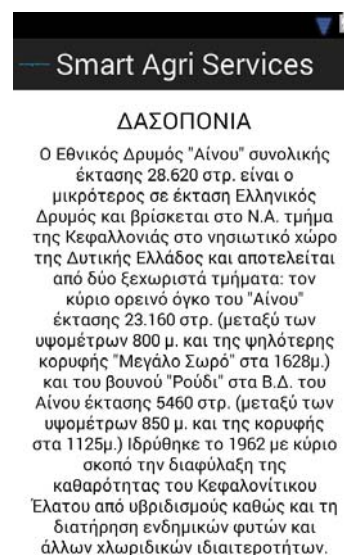 Smart Agri Services
ΔΑΣΟΠΟΝΙΑ
Ο Εθνικός Δρυμός "Αίνου" συνολικής
έκτασης 28.620 στρ. είναι ο
μικρότερος σε έκταση Ελληνικός
Δρυμός και βρίσκεται στο Ν.Α. τμήμα
της Κεφαλλονιάς στο νησιωτικό χώρο
της Δυτικής Ελλάδος και αποτελείται
από δύο ξεχωριστά τμήματα: τον
κύριο ορεινό όγκο του "Αίνου"
έκτασης 23.160 στρ. (μεταξύ των
υψομέτρων 800 μ. και της ψηλότερης
κορυφής "Μεγάλο Σωρό" στα 1628μ.)
και του βουνού "Ρούδι" στα Β.Δ. του
Αίνου έκτασης 5460 στρ. (μεταξύ των
υψομέτρων 850 μ. και της κορυφής
στα 1125μ.) Ιδρύθηκε το 1962 με κύριο
σκοπό την διαφύλαξη της
καθαρότητας του Κεφαλονίτικου
Έλατου από υβριδισμούς καθώς και τη
διατήρηση ενδημικών φυτών και
άλλων χλωριδικών ιδιαιτεροτήτων.